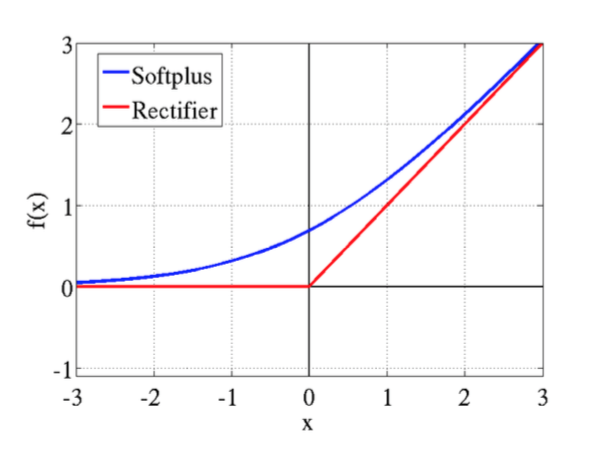 3
Softplus
Rectifier
2
1
0
-1
f(x)
-3 -2 -1 0 1 2 3
x